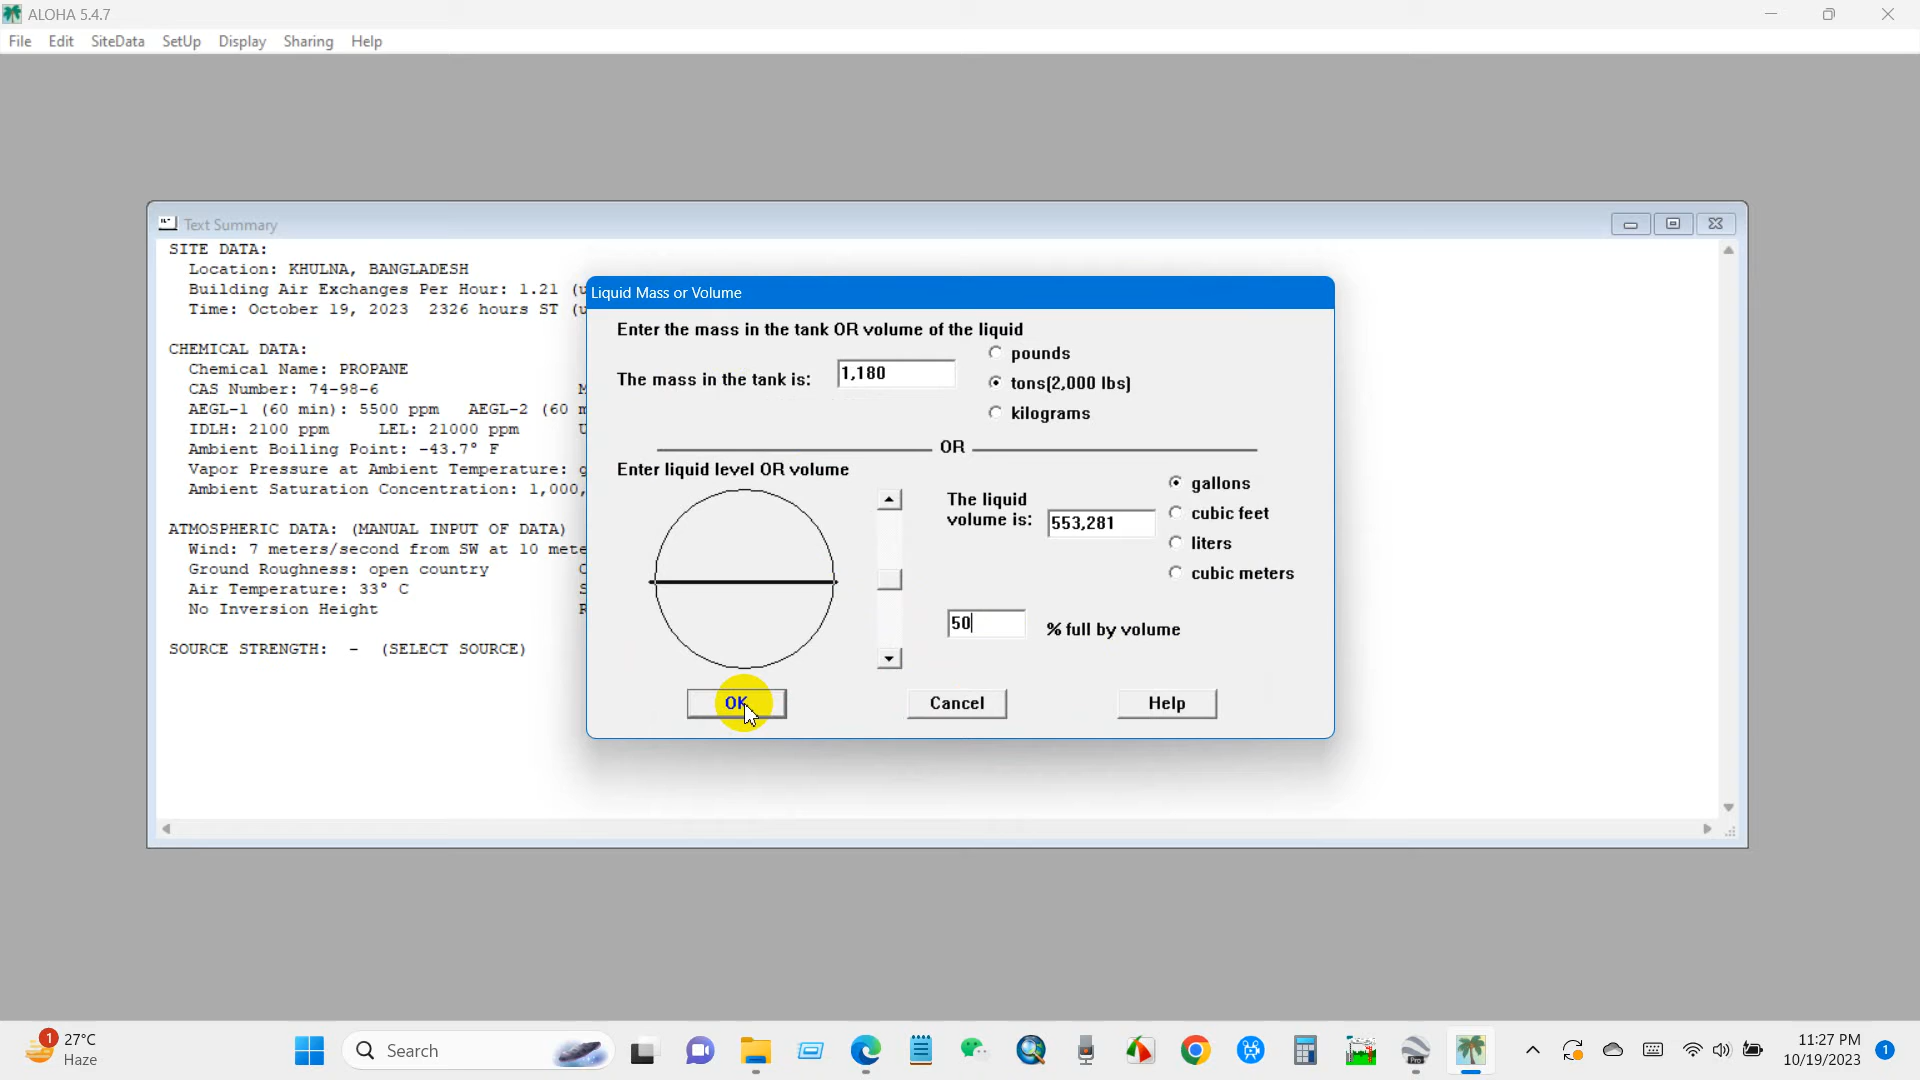 ALOHA 5.4.7
File Edit SiteData SetUp Display Sharing Help
Text Summary
SITE DATA:
Location: KHULNA, BANGLADESH
Building Air Exchanges Per Hour: 1.21 (u
Time: October 19, 2023 2326 hours ST (u
CHEMICAL DATA:
Chemical Name: PROPANE
CAS Number: 74-98-6 M
AEGL-1 (60 min): 5500 ppm AEGL-2 (60 m
IDLH: 2100 ppm LEL: 21000 ppm U
Ambient Boiling Point: -43.7° F
Vapor Pressure at Ambient Temperature: g
Ambient Saturation Concentration: 1,000,
ATMOSPHERIC DATA: (MANUAL INPUT OF DATA)
Wind: 7 meters/second from SW at 10 mete
Ground Roughness: open country C
Air Temperature: 33° C S
No Inversion Height R
SOURCE STRENGTH: - (SELECT SOURCE)
Liquid Mass or Volume
Enter the mass in the tank OR volume of the liquid
The mass in the tank is: 1,180
pounds
tons(2,000 lbs)
kilograms
OR
Enter liquid level OR volume
The liquid
volume is: 553,281
gallons
cubic feet
liters
cubic meters
50 % full by volume
OK Cancel Help
1
27°C
Haze
Search
Pro
11:27 PM
10/19/2023
1